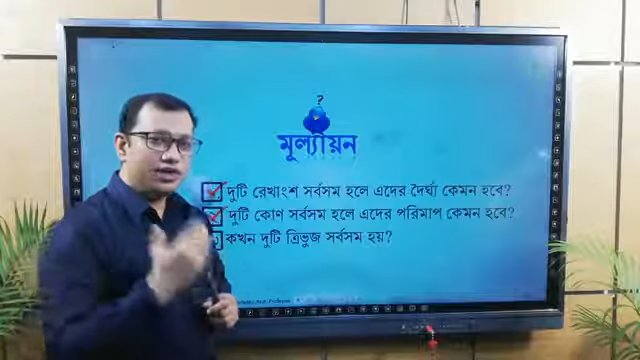 ?
মূল্যায়ন
দুটি রেখাংশ সর্বসম হলে এদের দৈর্ঘ্য কেমন হবে?
দুটি কোণ সর্বসম হলে এদের পরিমাপ কেমন হবে?
কখন দুটি ত্রিভুজ সর্বসম হয়?